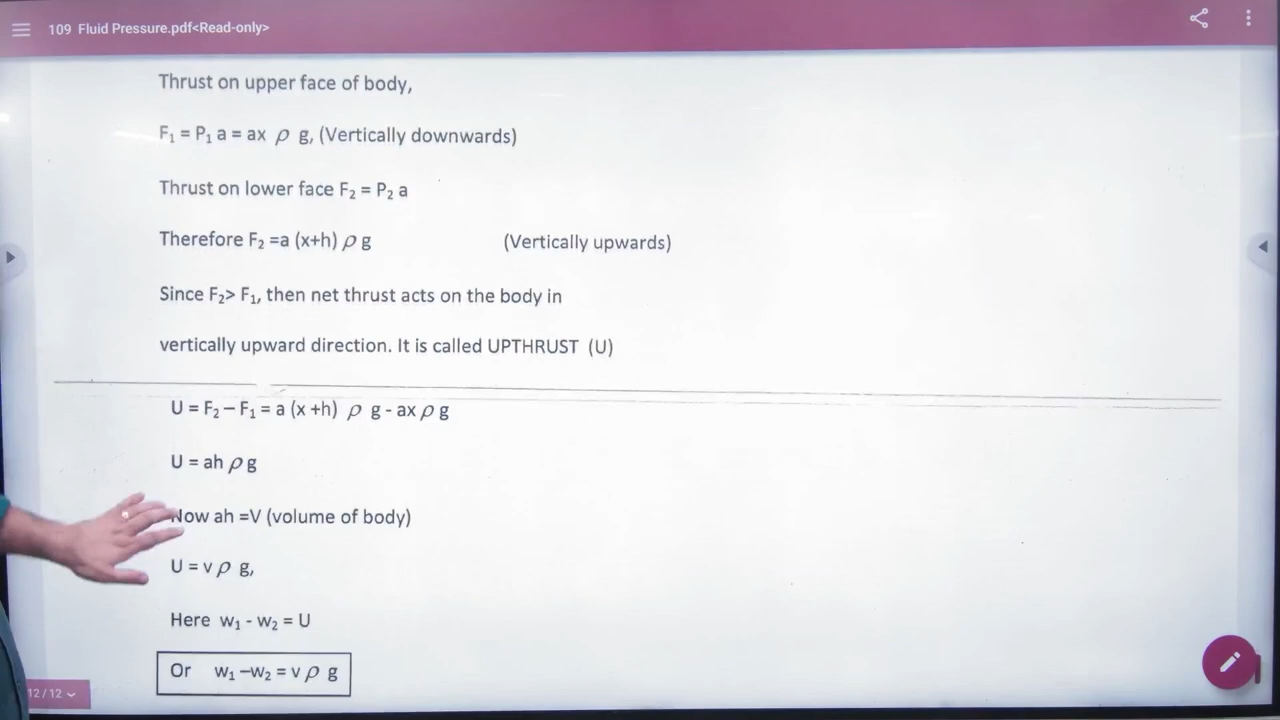 109 Fluid Pressure.pdf<Read-only>
Thrust on upper face of body,
F₁ = P₁ a = ax ρ g, (Vertically downwards)
Thrust on lower face F₂ = P₂ a
Therefore F₂ =a (x+h) ρ g (Vertically upwards)
Since F₂> F₁, then net thrust acts on the body in
vertically upward direction. It is called UPTHRUST (U)
U = F₂ – F₁ = a (x +h) ρ g - ax ρ g
U = ah ρ g
Now ah =V (volume of body)
U = v ρ g,
Here w₁ - w₂ = U
Or w₁ –w₂ = v ρ g
12 / 12